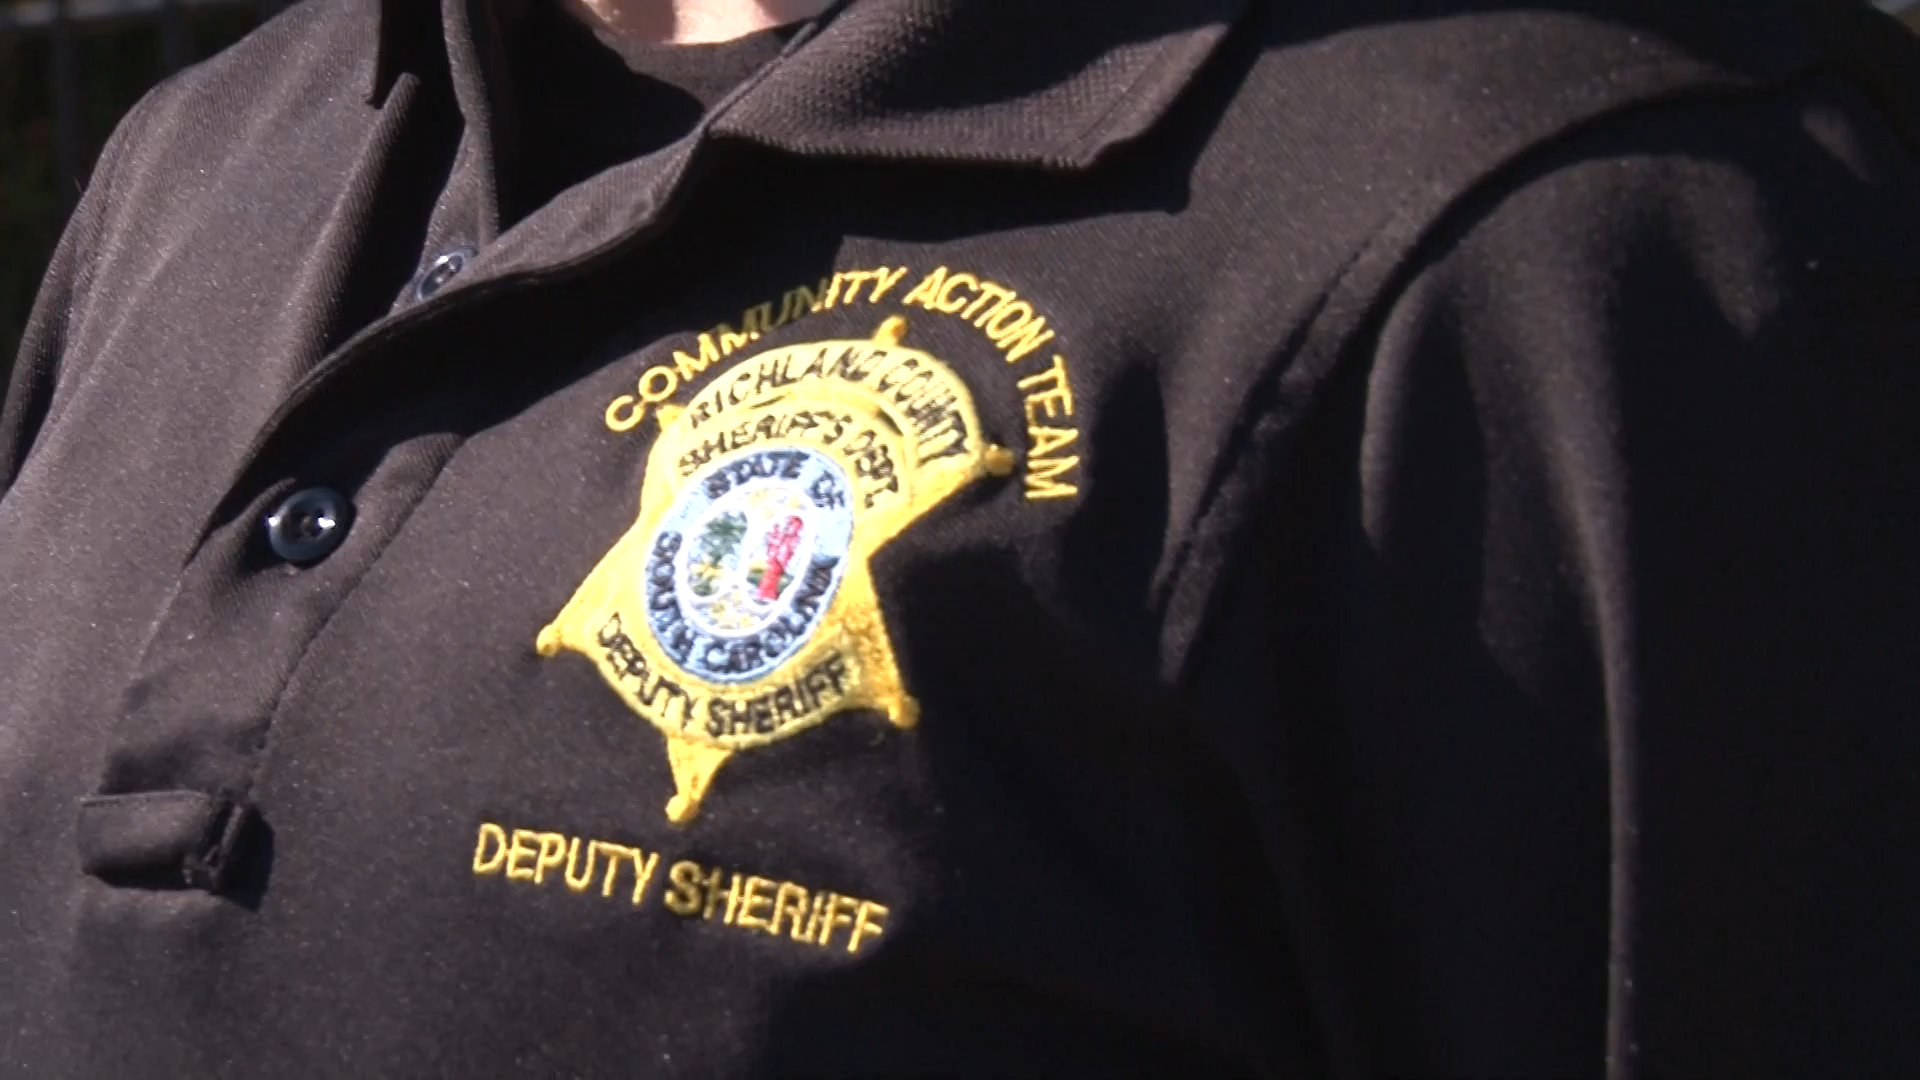 COMMUNITY ACTION TEAM
RICHLAND COUNTY
SHERIFF'S DEPT.
STATE OF
SOUTH CAROLINA
DEPUTY SHERIFF
DEPUTY SHERIFF